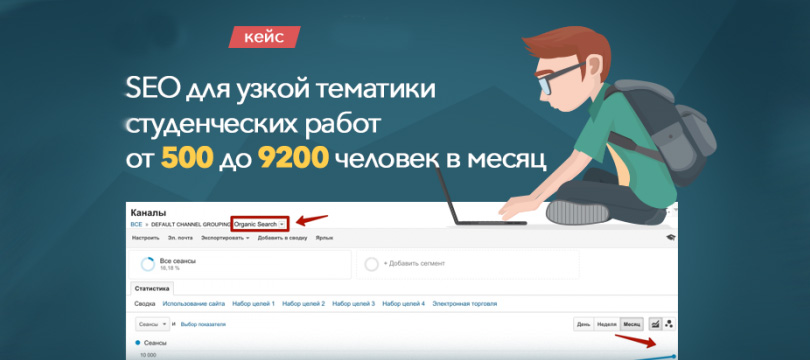 кейс
SEO для узкой тематики
студенческих работ
от 500 до 9200 человек в месяц
Каналы
ВСЕ » DEFAULT CHANNEL GROUPING: Organic Search
Настроить Эл. почта Экспортировать Добавить в сводку Ярлык
Все сеансы
16,18 %
+ Добавить сегмент
Статистика
Сводка Использование сайта Набор целей 1 Набор целей 2 Набор целей 3 Набор целей 4 Электронная торговля
Сеансы и Выбор показателя
День Неделя Месяц
Сеансы
10 000